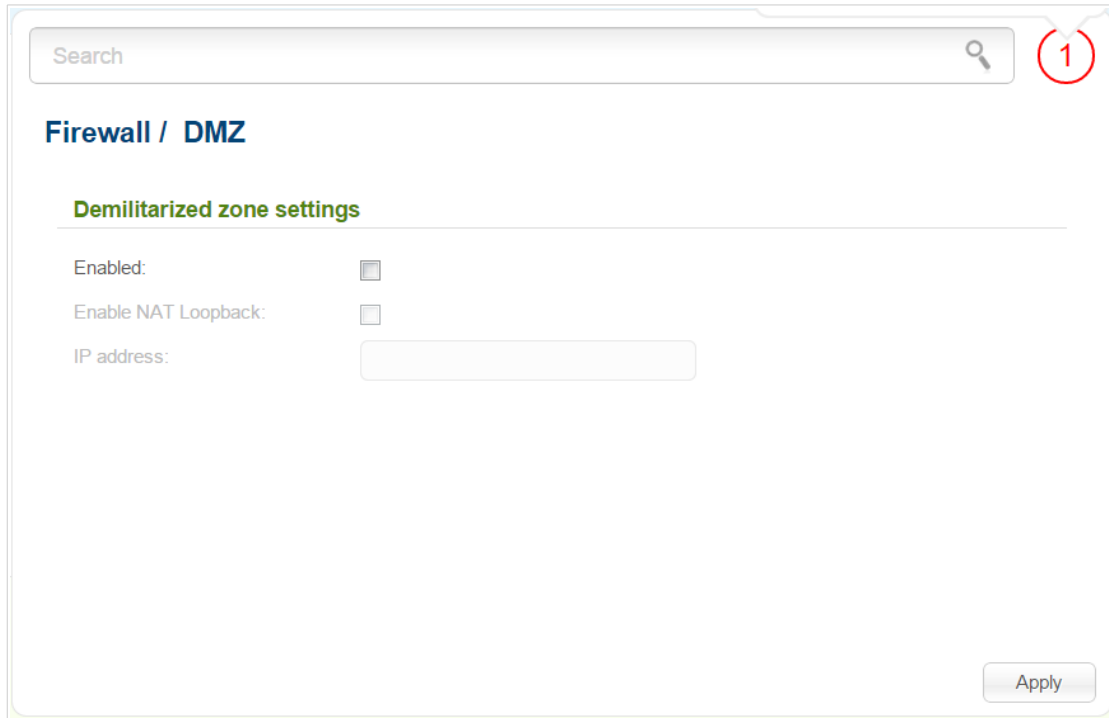 Search
1
Firewall /  DMZ
Demilitarized zone settings
Enabled:
Enable NAT Loopback:
IP address:
Apply